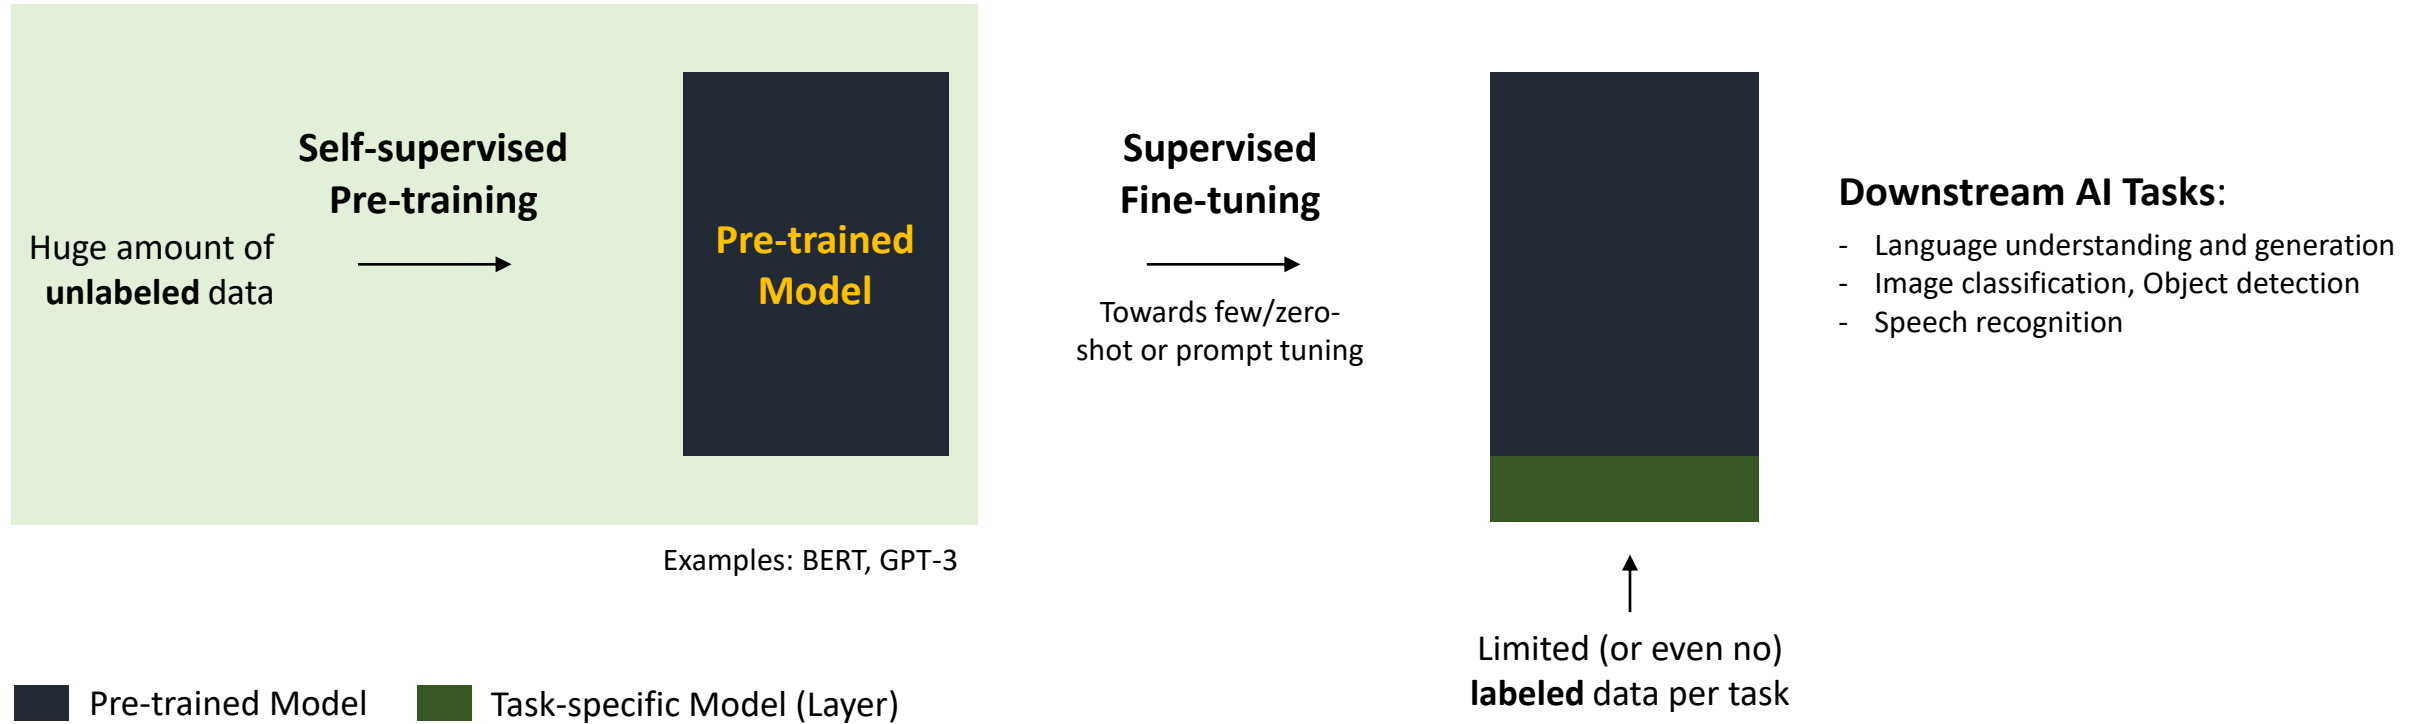 Huge amount of
unlabeled data
Self-supervised
Pre-training
Pre-trained
Model
Examples: BERT, GPT-3
Supervised
Fine-tuning
Towards few/zero-
shot or prompt tuning
Limited (or even no)
labeled data per task
Downstream AI Tasks:
- Language understanding and generation
- Image classification, Object detection
- Speech recognition
Pre-trained Model
Task-specific Model (Layer)